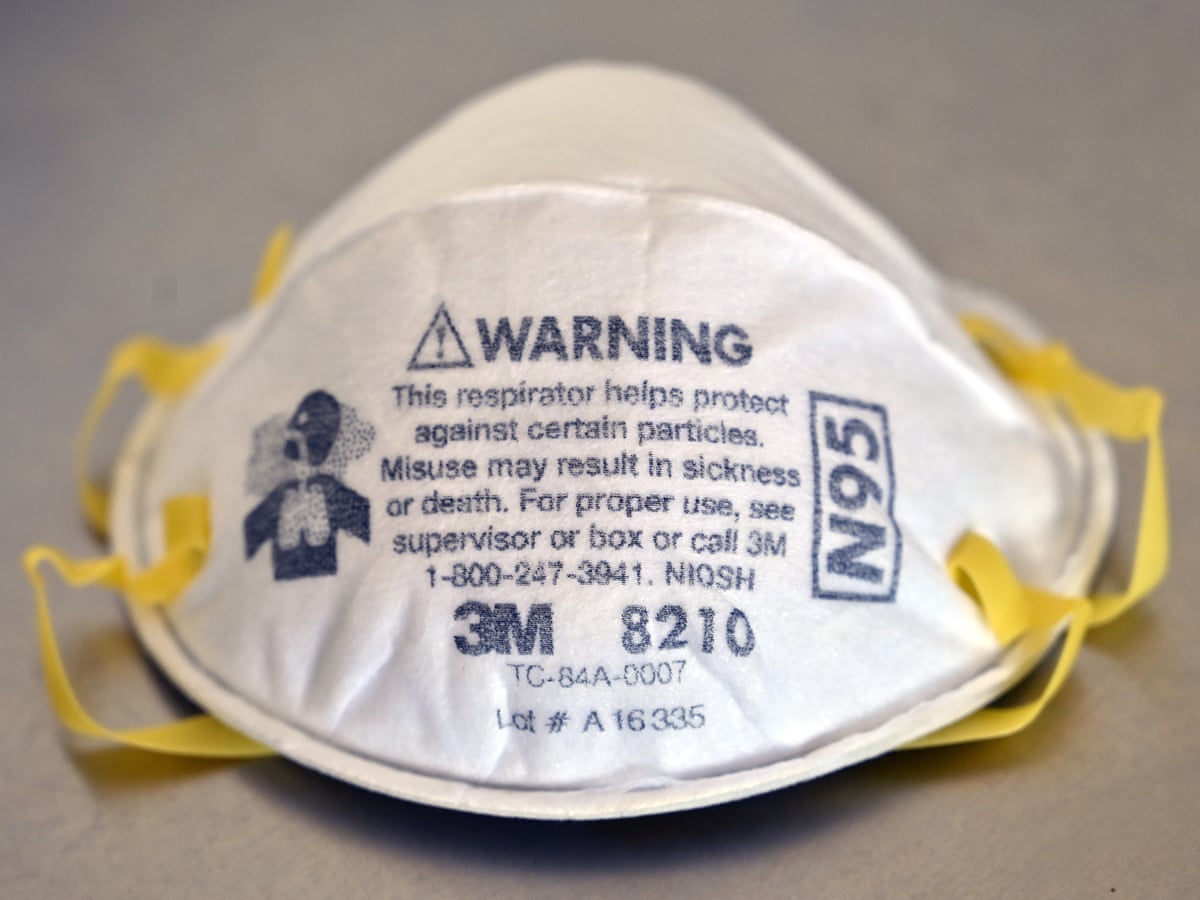 WARNING
This respirator helps protect
against certain particles.
Misuse may result in sickness
or death. For proper use, see
supervisor or box or call 3M
1-800-247-3941. NIOSH
3M 8210
TC-84A-0007
Lot # A16335
N95